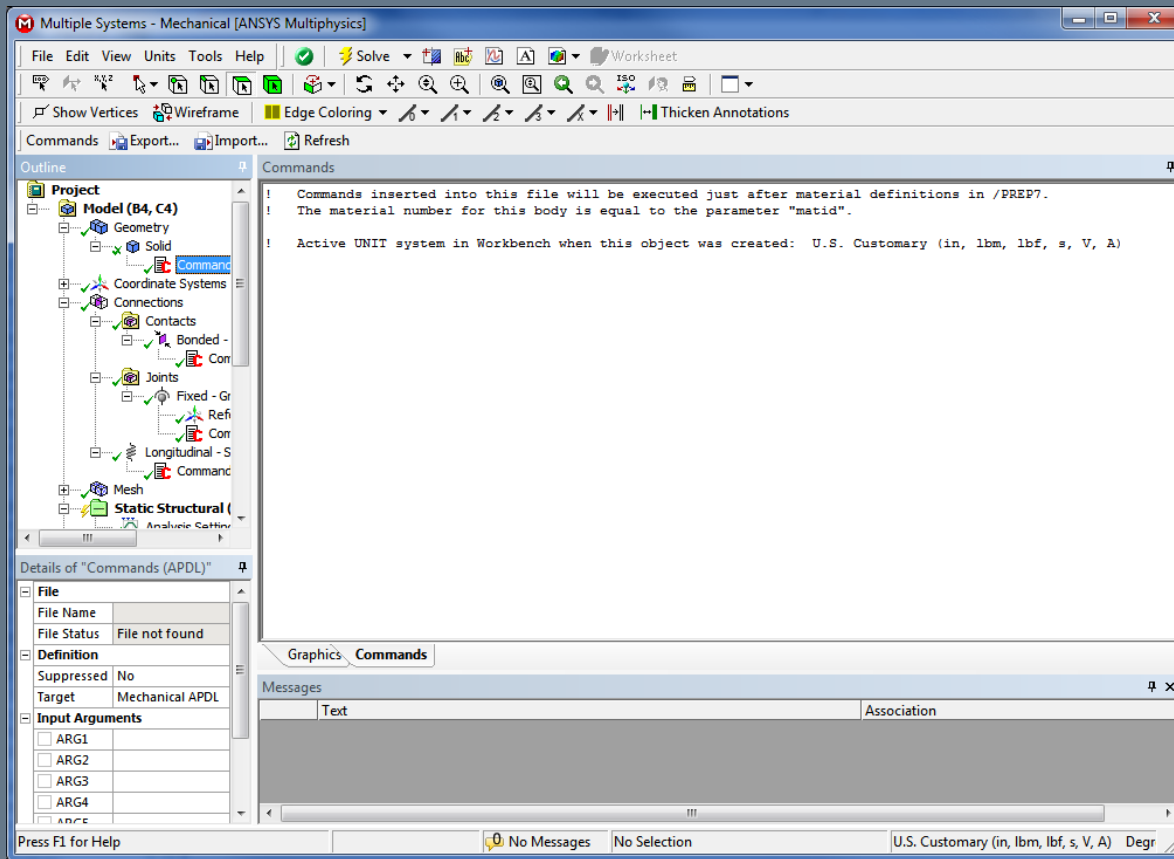 Multiple Systems - Mechanical [ANSYS Multiphysics]
File Edit View Units Tools Help Solve Worksheet
Show Vertices Wireframe Edge Coloring Thicken Annotations
Commands Export... Import... Refresh
Outline
Project
Model (B4, C4)
Geometry
Solid
Command
Coordinate Systems
Connections
Contacts
Bonded -
Com
Joints
Fixed - Gr
Refe
Com
Longitudinal - S
Command
Mesh
Static Structural (
Analysis Setting
Commands
! Commands inserted into this file will be executed just after material definitions in /PREP7.
! The material number for this body is equal to the parameter "matid".
! Active UNIT system in Workbench when this object was created: U.S. Customary (in, lbm, lbf, s, V, A)
Details of "Commands (APDL)"
File
File Name
File Status File not found
Definition
Suppressed No
Target Mechanical APDL
Input Arguments
ARG1
ARG2
ARG3
ARG4
ARG5
Graphics Commands
Messages
Text Association
Press F1 for Help 0 No Messages No Selection U.S. Customary (in, lbm, lbf, s, V, A) Degr